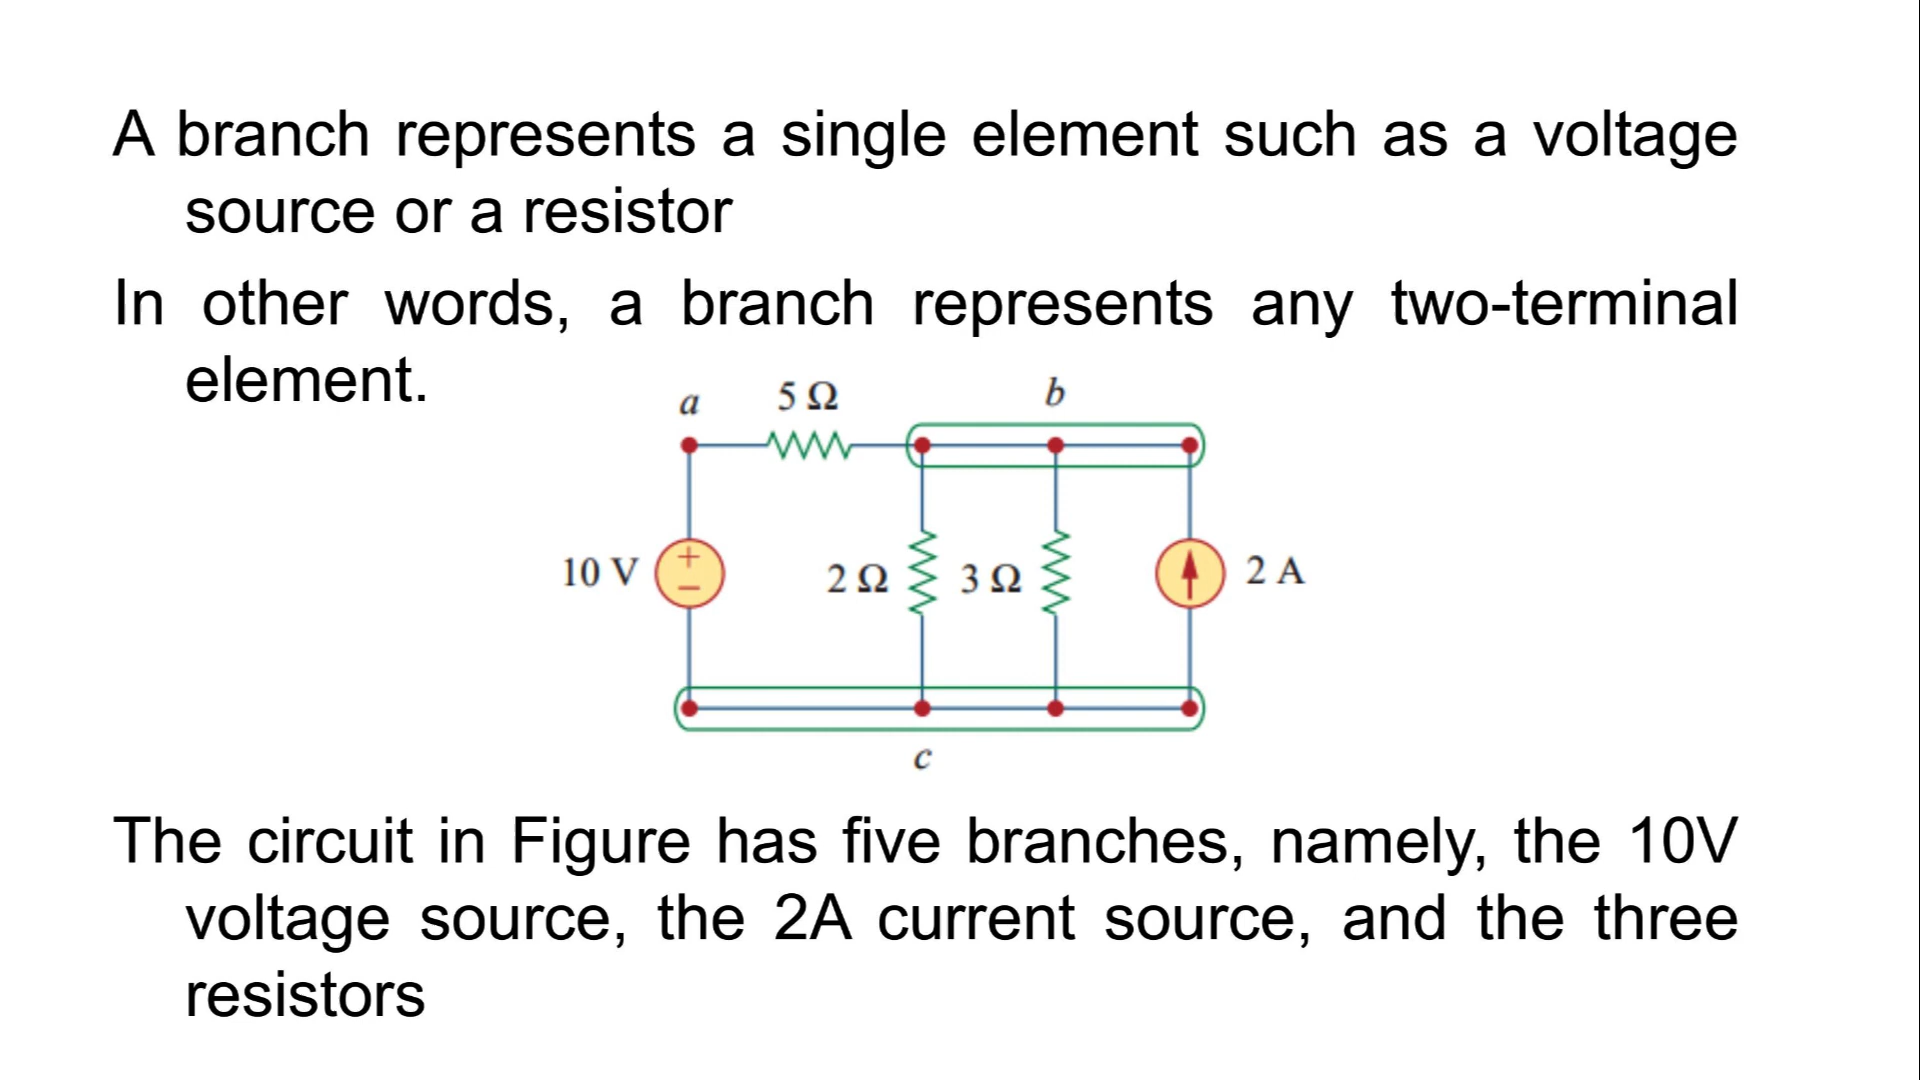 A branch represents a single element such as a voltage
source or a resistor
In other words, a branch represents any two-terminal
element.
a
5 Ω
b
10 V
+
−
2 Ω
3 Ω
2 A
c
The circuit in Figure has five branches, namely, the 10V
voltage source, the 2A current source, and the three
resistors